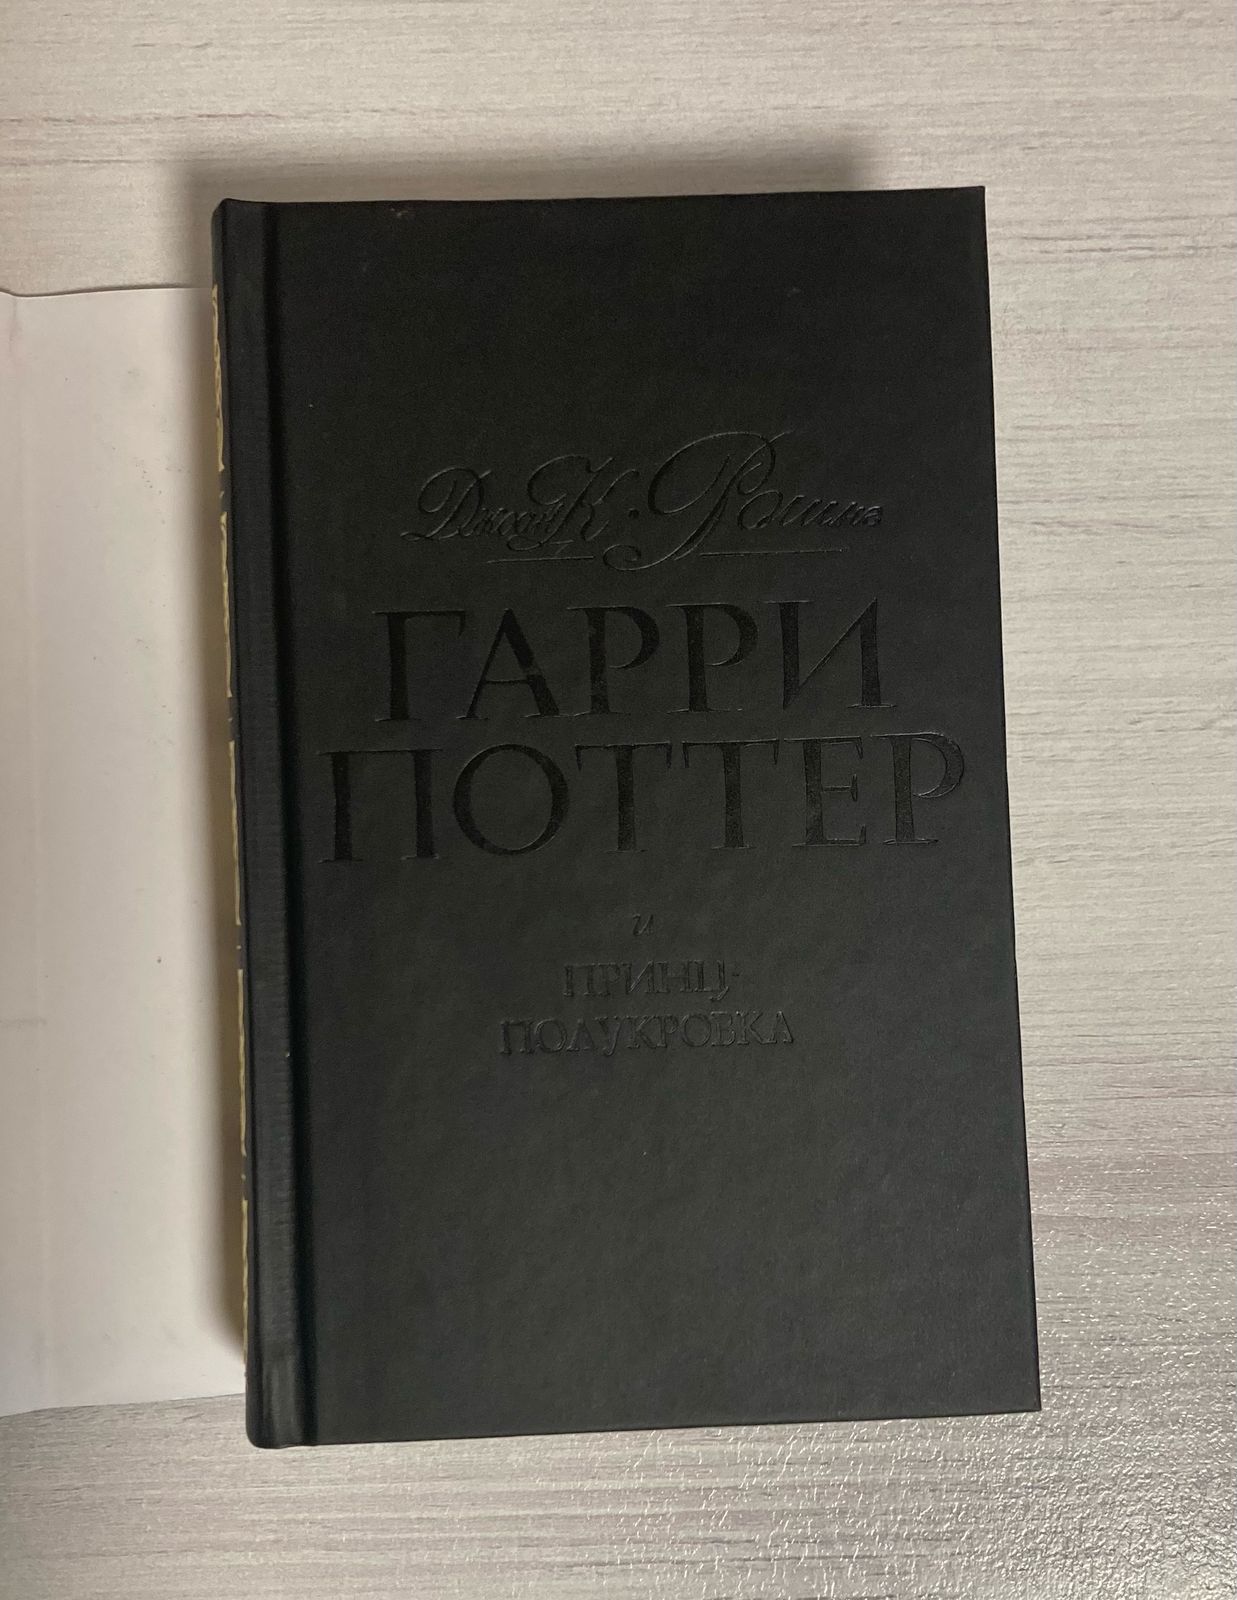 Джоан К. Роулинг
ГАРРИ
ПОТТЕР
и
ПРИНЦ-
ПОЛУКРОВКА